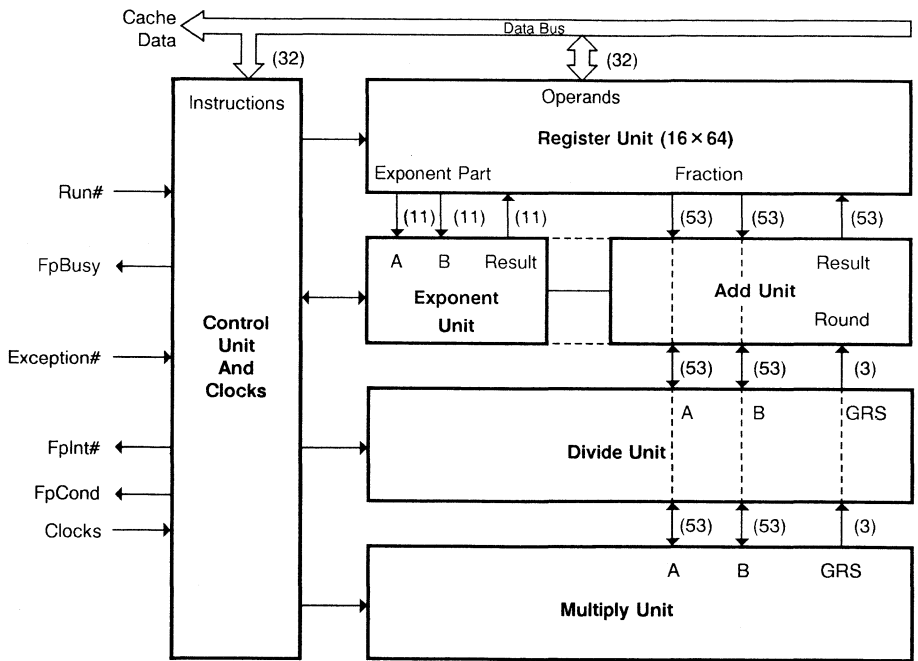 Cache
Data
Data Bus
(32)
(32)
Instructions
Operands
Register Unit (16 × 64)
Exponent Part
Fraction
Run#
(11)
(11)
(11)
(53)
(53)
(53)
FpBusy
A
B
Result
Exponent
Unit
Result
Add Unit
Round
Control
Unit
And
Clocks
Exception#
(53)
(53)
(3)
A
B
GRS
Divide Unit
FpInt#
FpCond
Clocks
(53)
(53)
(3)
A
B
GRS
Multiply Unit